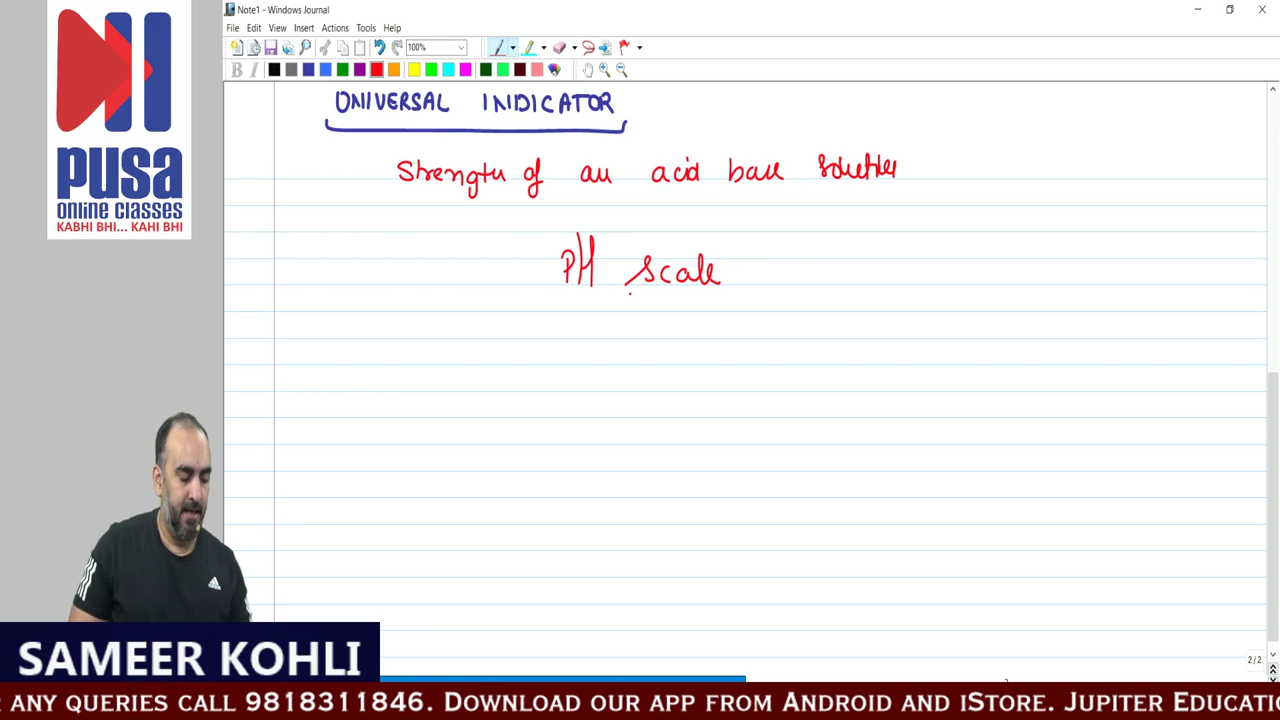 Note1 - Windows Journal
File Edit View Insert Actions Tools Help
100%
B I
PUSA
ONLINE CLASSES
KABHI BHI... KAHI BHI
UNIVERSAL INIDICATOR
Strength of an acid base solution
PH scale
2/2
SAMEER KOHLI
R ANY QUERIES CALL 9818311846. DOWNLOAD OUR APP FROM ANDROID AND iSTORE. JUPITER EDUCATIO